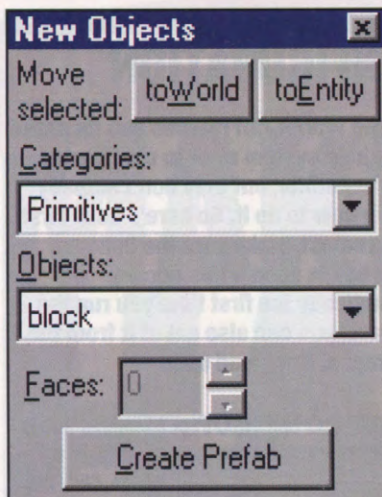 New Objects
Move
selected: toWorld toEntity
Categories:
Primitives
Objects:
block
Faces: 0
Create Prefab